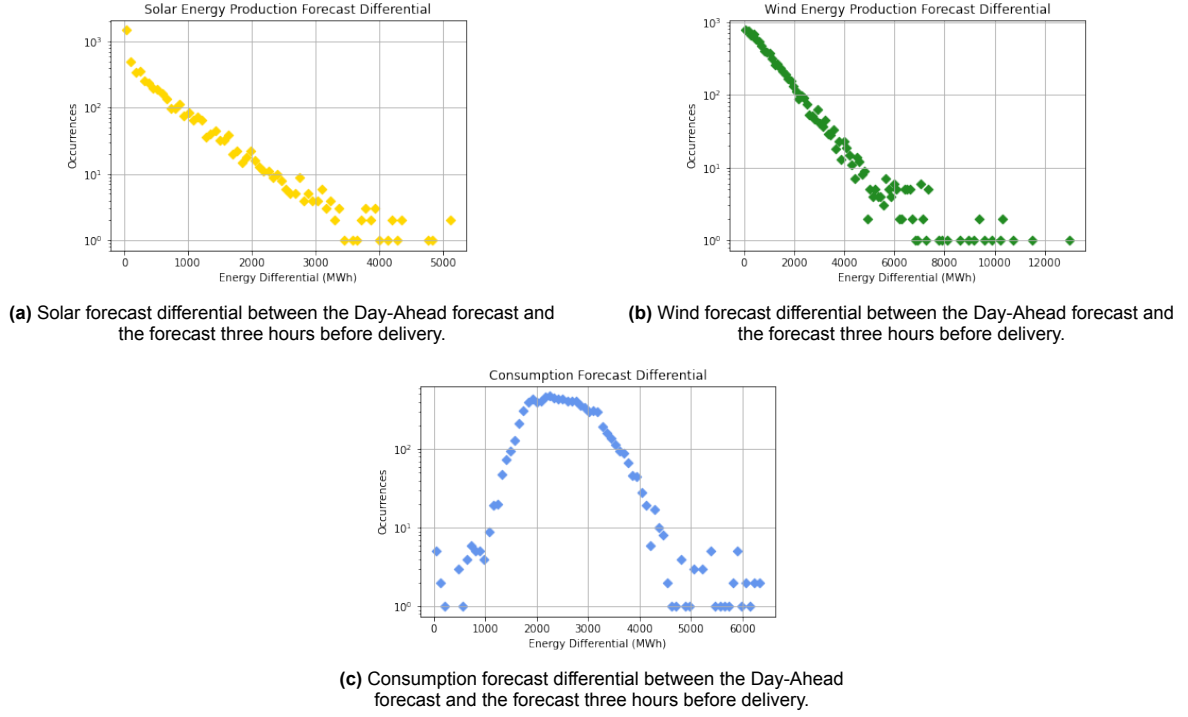 Solar Energy Production Forecast Differential
10³
10²
10¹
10⁰
Occurrences
0 1000 2000 3000 4000 5000
Energy Differential (MWh)
(a) Solar forecast differential between the Day-Ahead forecast and
the forecast three hours before delivery.
Wind Energy Production Forecast Differential
10³
10²
10¹
10⁰
Occurrences
0 2000 4000 6000 8000 10000 12000
Energy Differential (MWh)
(b) Wind forecast differential between the Day-Ahead forecast and
the forecast three hours before delivery.
Consumption Forecast Differential
10²
10¹
10⁰
Occurrences
0 1000 2000 3000 4000 5000 6000
Energy Differential (MWh)
(c) Consumption forecast differential between the Day-Ahead
forecast and the forecast three hours before delivery.